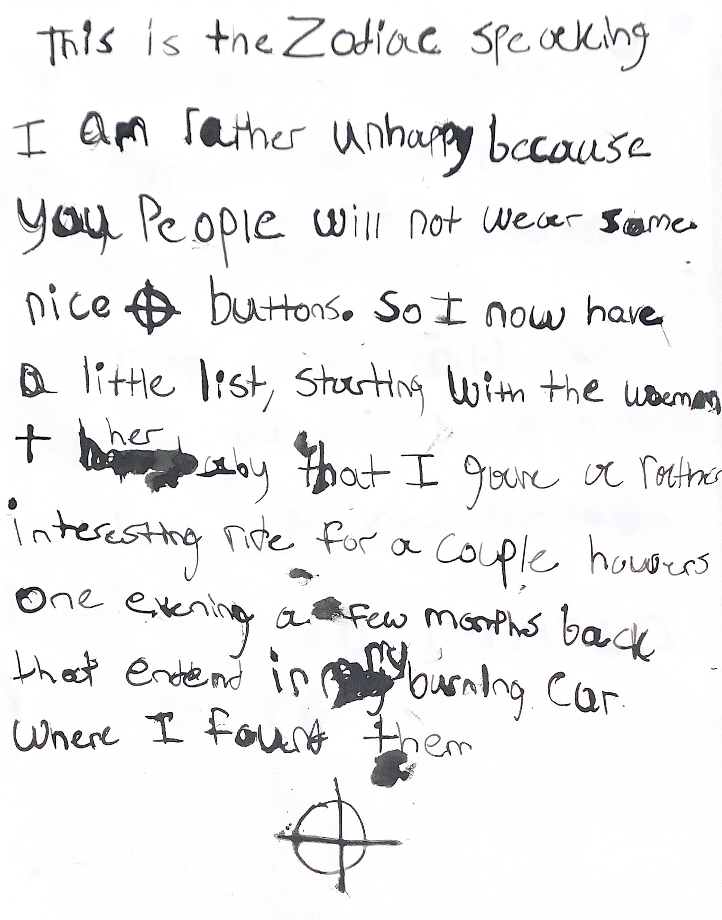 This is the Zodiac speaking
I am rather unhappy because
you People will not wear some
nice buttons. So I now have
a little list, starting with the woeman
+ her baby that I gave a rather
interesting ride for a couple howers
one evening a few months back
that endend in my burning car
where I found them